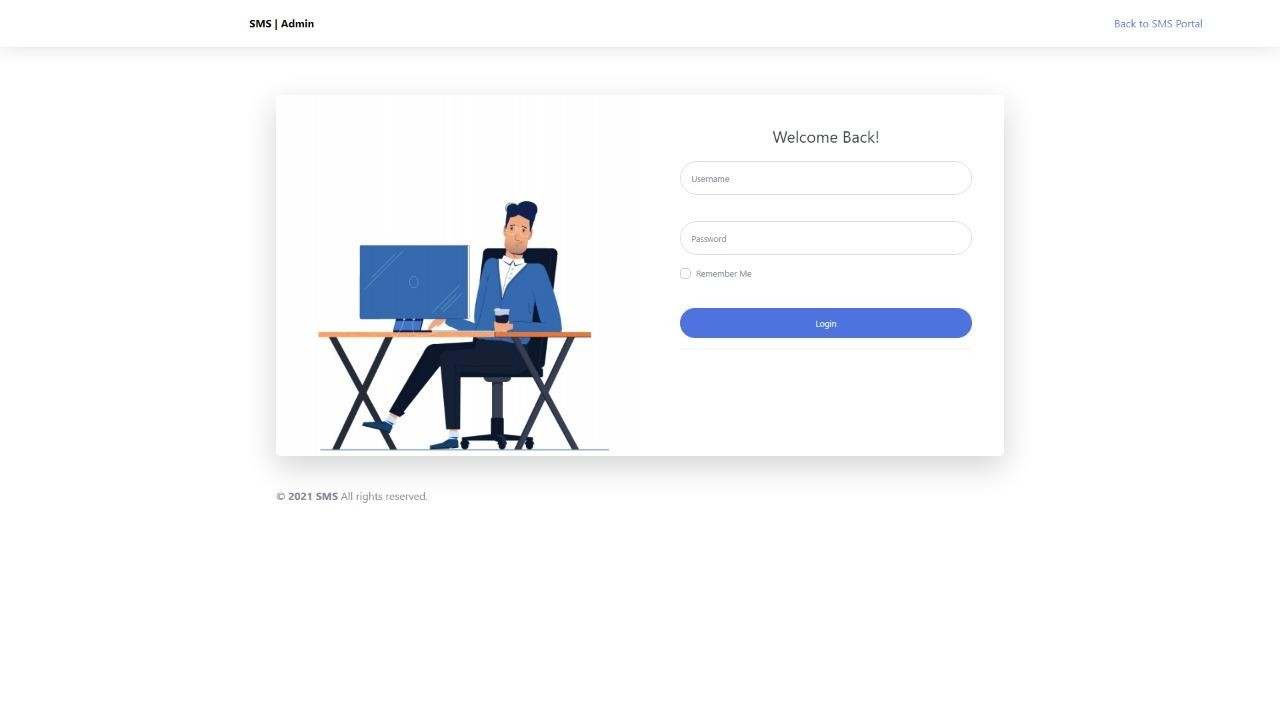 SMS | Admin
Back to SMS Portal
Welcome Back!
Username
Password
Remember Me
Login
© 2021 SMS All rights reserved.